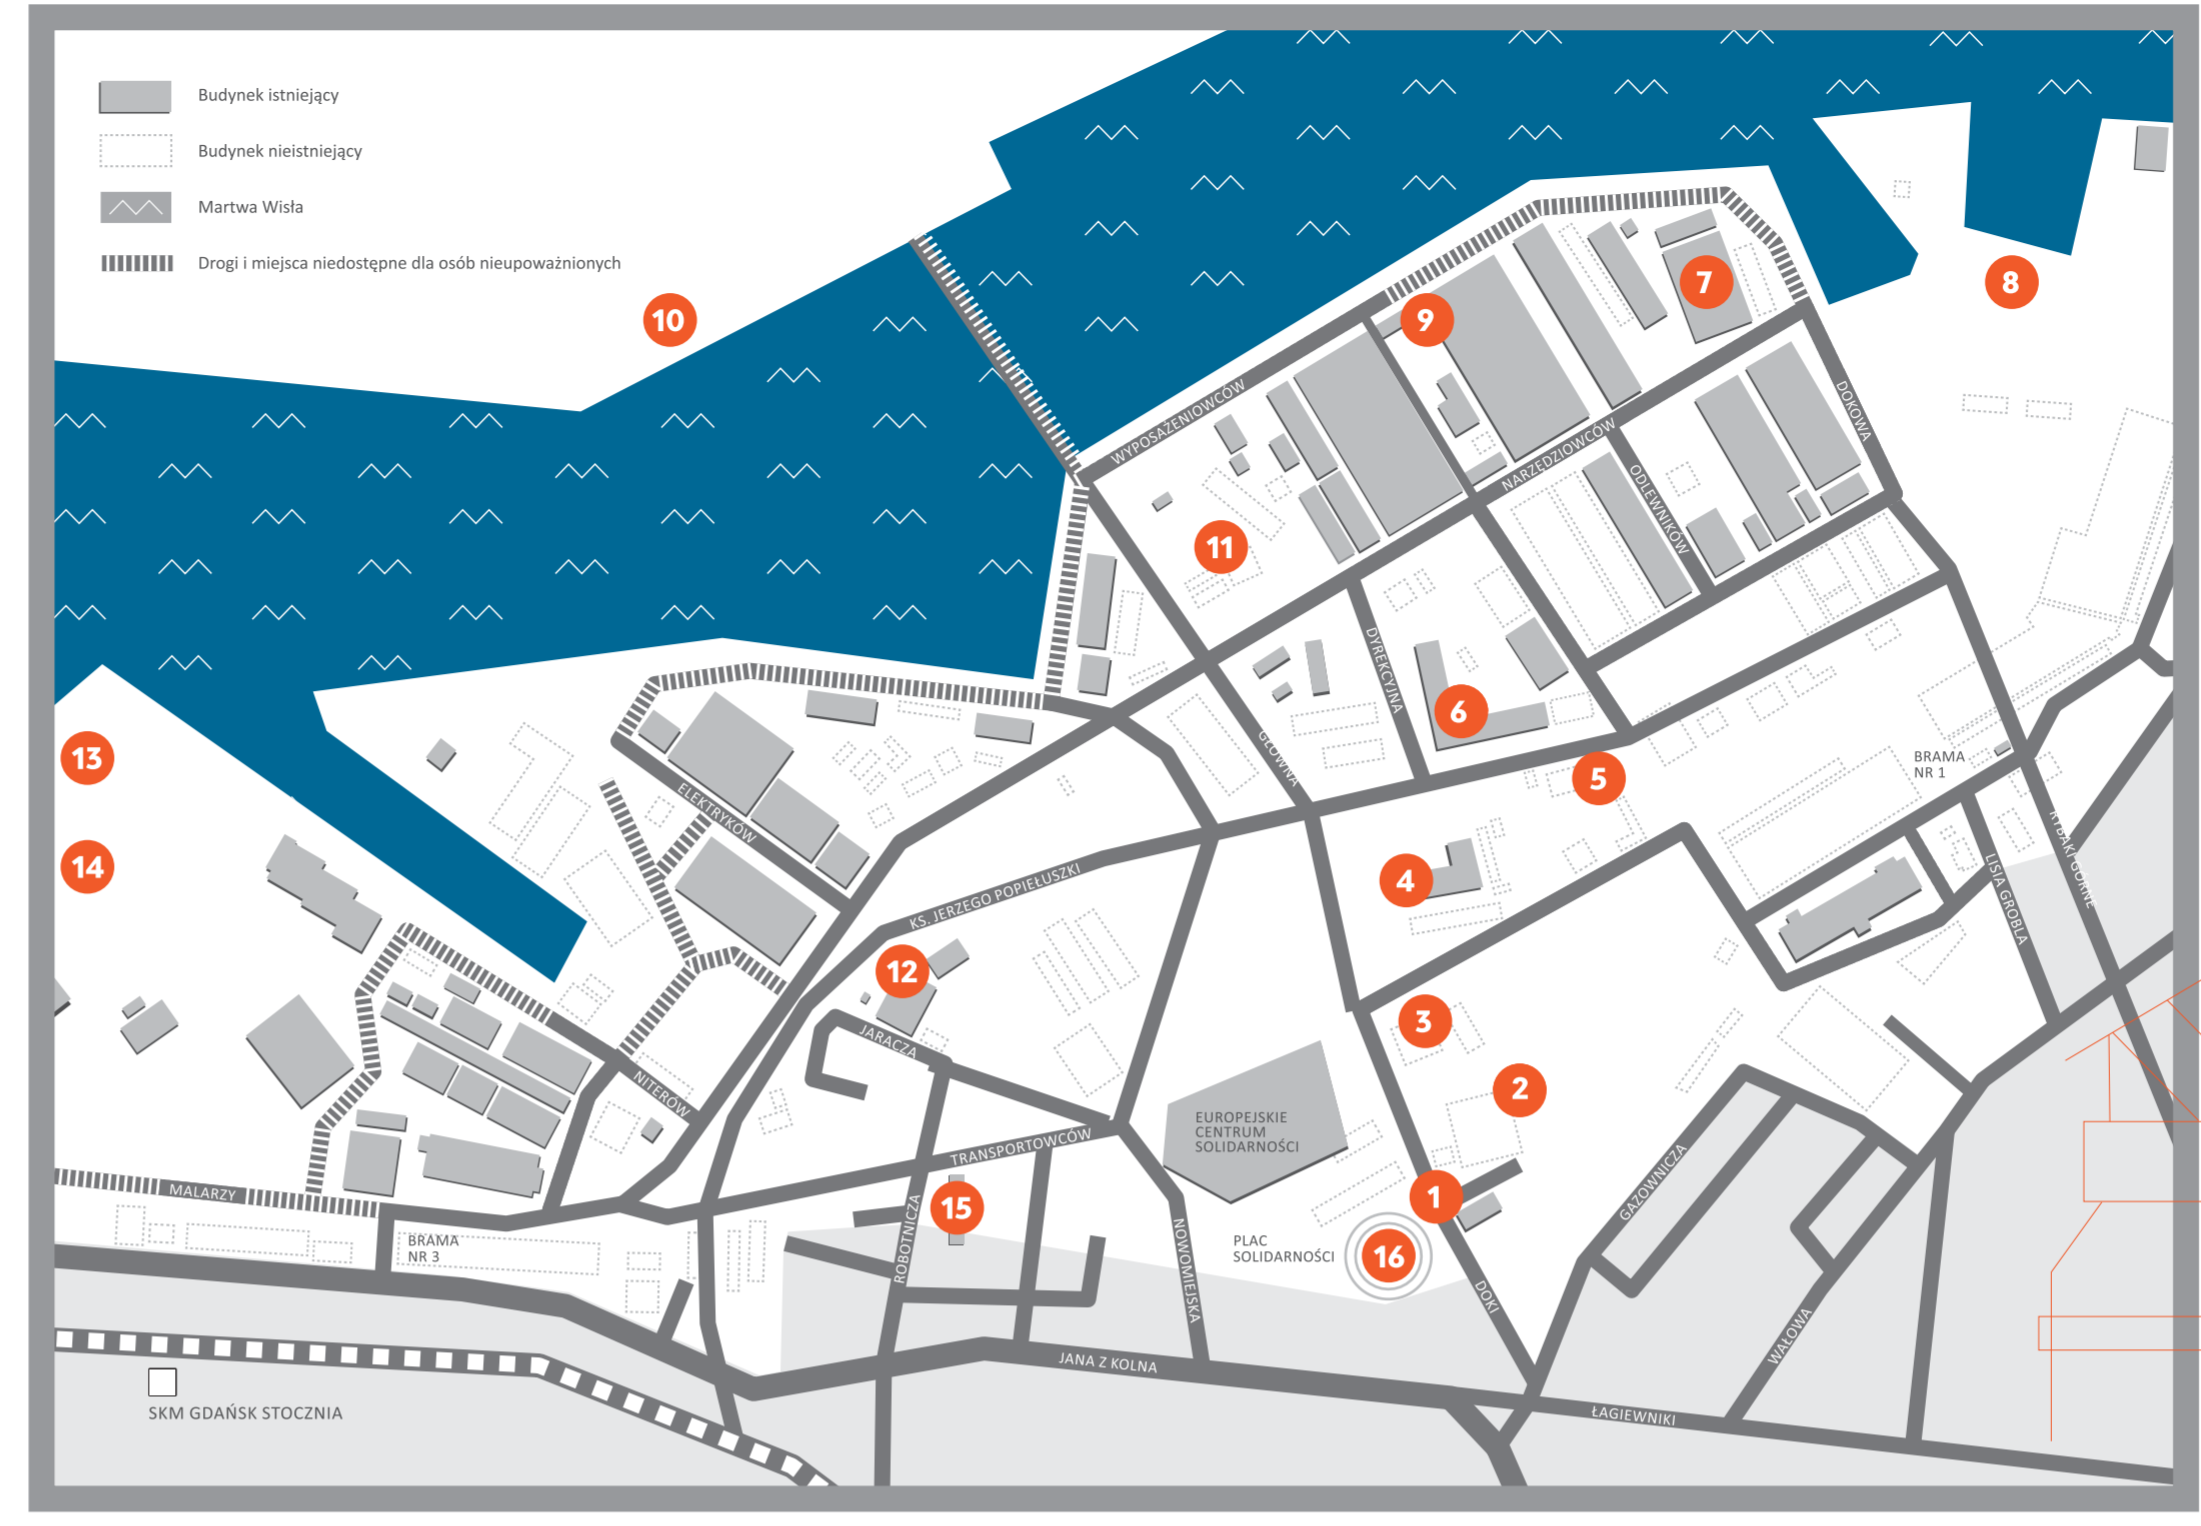 Budynek istniejący
Budynek nieistniejący
Martwa Wisła
Drogi i miejsca niedostępne dla osób nieupoważnionych
10
9
7
8
WYPOSAŻENIOWCÓW
NARZĘDZIOWCÓW
ODLEWNIKÓW
DOKOWA
11
DYREKCYJNA
6
GŁÓWNA
5
BRAMA
NR 1
13
14
ELEKTRYKÓW
KS. JERZEGO POPIEŁUSZKI
4
RYBAKI GÓRNE
LISIA GROBLA
12
3
JARACZA
NITERÓW
2
EUROPEJSKIE
CENTRUM
SOLIDARNOŚCI
TRANSPORTOWCÓW
MALARZY
1
15
GAZOWNICZA
ROBOTNICZA
NOWOMIEJSKA
BRAMA
NR 3
PLAC
SOLIDARNOŚCI
16
DOKI
WAŁOWA
JANA Z KOLNA
ŁAGIEWNIKI
SKM GDAŃSK STOCZNIA